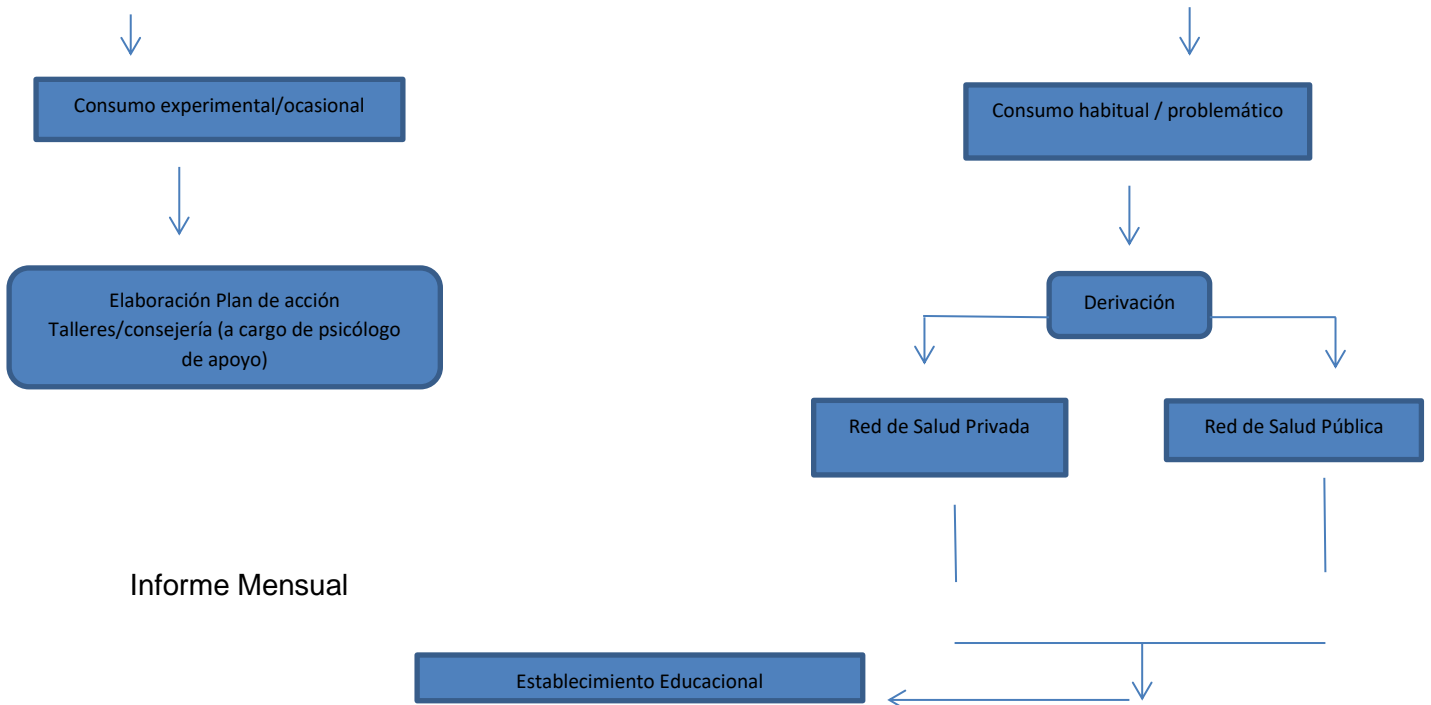 Consumo experimental/ocasional
Consumo habitual / problemático
Elaboración Plan de acción
Talleres/consejería (a cargo de psicólogo
de apoyo)
Derivación
Red de Salud Privada
Red de Salud Pública
Informe Mensual
Establecimiento Educacional